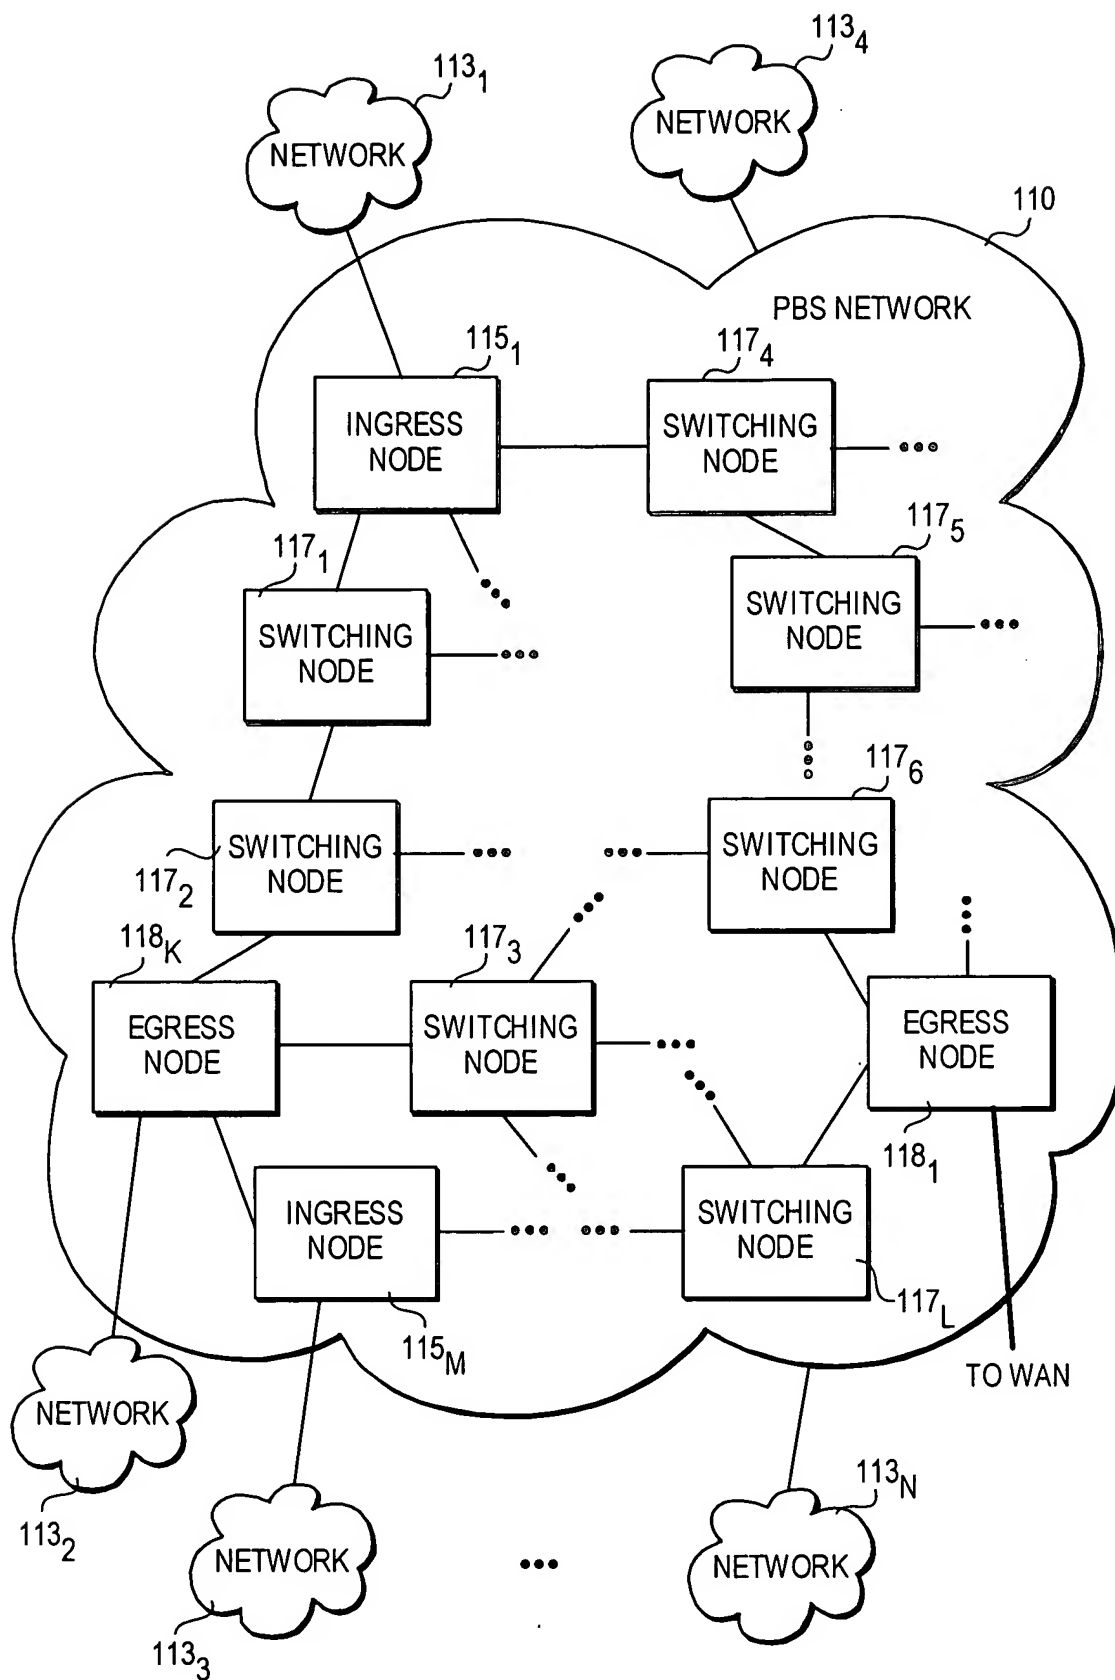 113₁
NETWORK
113₄
NETWORK
110
PBS NETWORK
115₁
INGRESS
NODE
117₄
SWITCHING
NODE
117₁
SWITCHING
NODE
117₅
SWITCHING
NODE
117₂
SWITCHING
NODE
117₆
SWITCHING
NODE
118K
EGRESS
NODE
117₃
SWITCHING
NODE
EGRESS
NODE
118₁
INGRESS
NODE
115M
SWITCHING
NODE
117L
TO WAN
NETWORK
113₂
NETWORK
113₃
...
113N
NETWORK